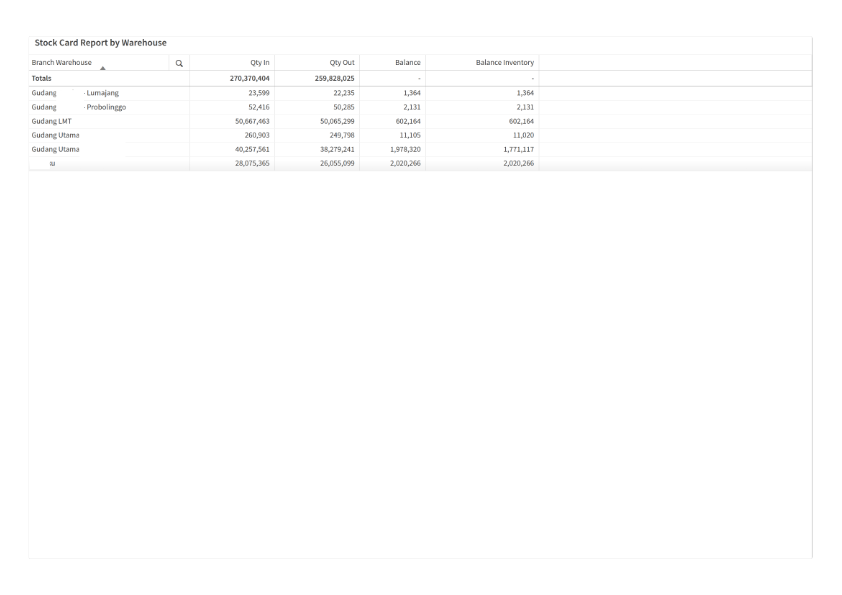 Stock Card Report by Warehouse
Branch Warehouse Qty In Qty Out Balance Balance Inventory
Totals 270,370,404 259,828,025 - -
Gudang - Lumajang 23,599 22,235 1,364 1,364
Gudang - Probolinggo 52,416 50,285 2,131 2,131
Gudang LMT 50,667,463 50,065,299 602,164 602,164
Gudang Utama 260,903 249,798 11,105 11,020
Gudang Utama 40,257,561 38,279,241 1,978,320 1,771,117
28,075,365 26,055,099 2,020,266 2,020,266